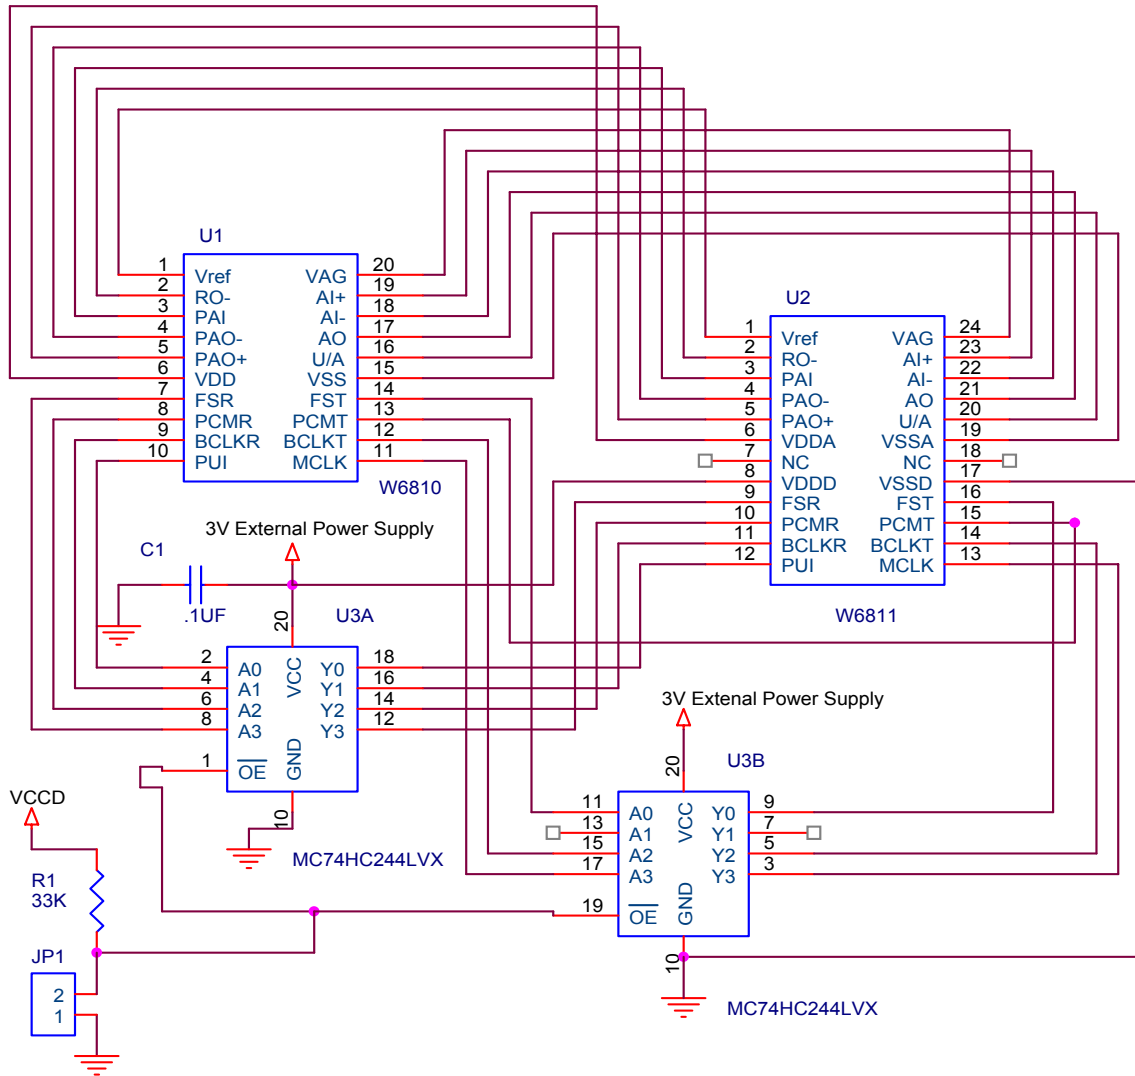 U1
1 Vref VAG 20
2 RO- AI+ 19
3 PAI AI- 18
4 PAO- AO 17
5 PAO+ U/A 16
6 VDD VSS 15
7 FSR FST 14
8 PCMR PCMT 13
9 BCLKR BCLKT 12
10 PUI MCLK 11
W6810
U2
1 Vref VAG 24
2 RO- AI+ 23
3 PAI AI- 22
4 PAO- AO 21
5 PAO+ U/A 20
6 VDDA VSSA 19
7 NC NC 18
8 VDDD VSSD 17
9 FSR FST 16
10 PCMR PCMT 15
11 BCLKR BCLKT 14
12 PUI MCLK 13
W6811
3V External Power Supply
C1
.1UF
U3A
20
VCC
2 A0 Y0 18
4 A1 Y1 16
6 A2 Y2 14
8 A3 Y3 12
1 OE
GND
10
MC74HC244LVX
3V Extenal Power Supply
U3B
20
VCC
11 A0 Y0 9
13 A1 Y1 7
15 A2 Y2 5
17 A3 Y3 3
19 OE
GND
10
MC74HC244LVX
VCCD
R1
33K
JP1
2
1